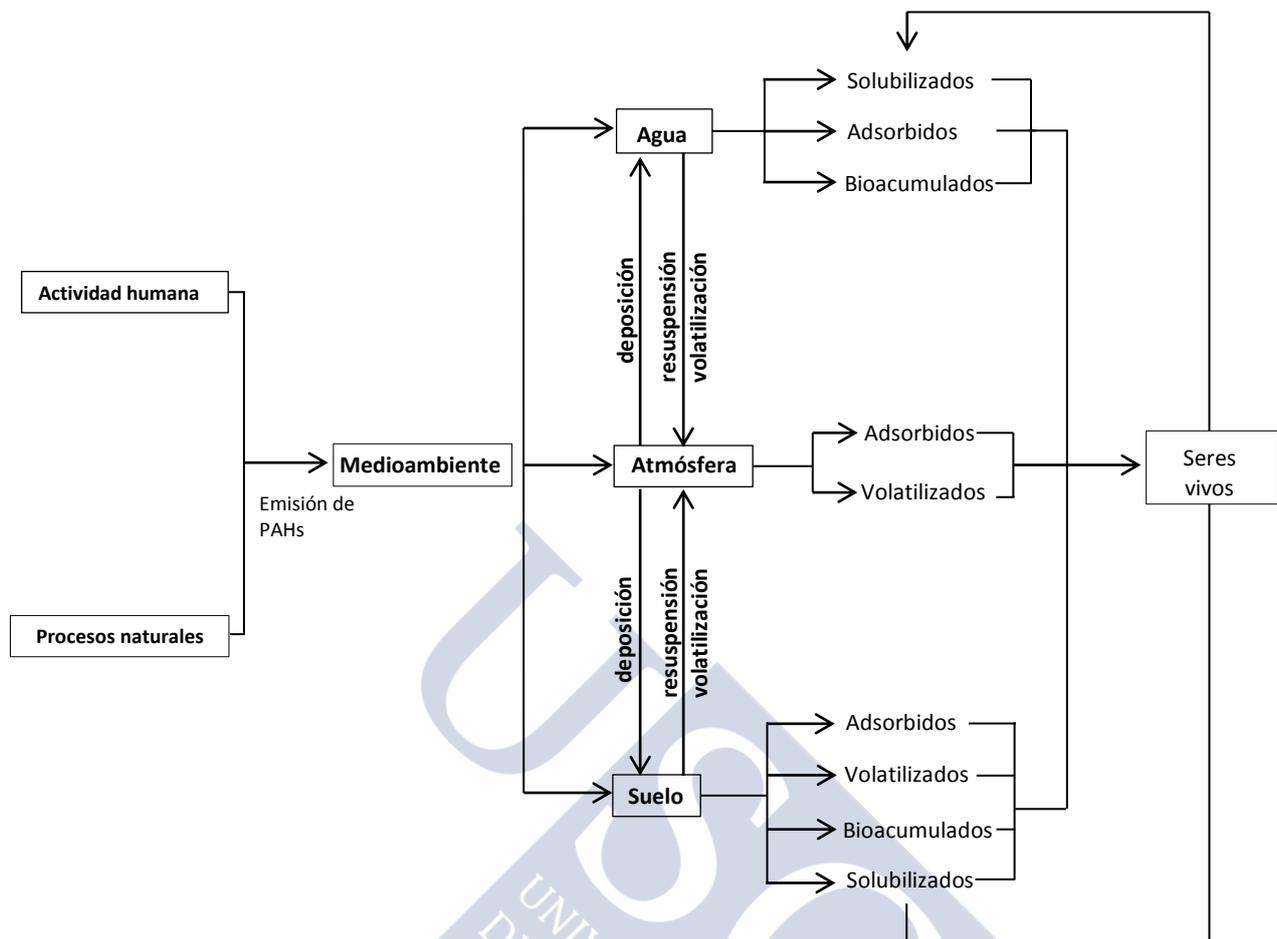 Solubilizados
Agua
Adsorbidos
Bioacumulados
Actividad humana
deposición
resuspensión
volatilización
Medioambiente
Atmósfera
Adsorbidos
Volatilizados
Seres
vivos
Emisión de
PAHs
Procesos naturales
deposición
resuspensión
volatilización
Suelo
Adsorbidos
Volatilizados
Bioacumulados
Solubilizados
USC